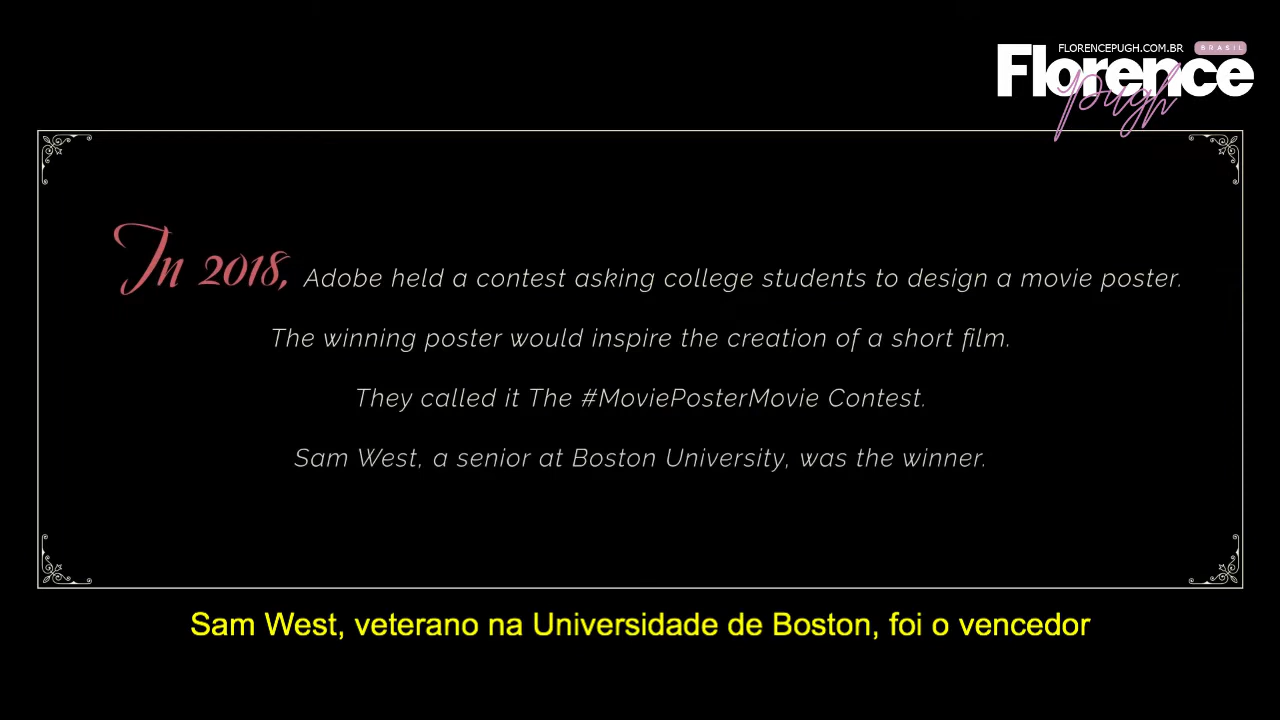 FLORENCEPUGH.COM.BR BRASIL
Florence
Pugh
In 2018, Adobe held a contest asking college students to design a movie poster.
The winning poster would inspire the creation of a short film.
They called it The #MoviePosterMovie Contest.
Sam West, a senior at Boston University, was the winner.
Sam West, veterano na Universidade de Boston, foi o vencedor